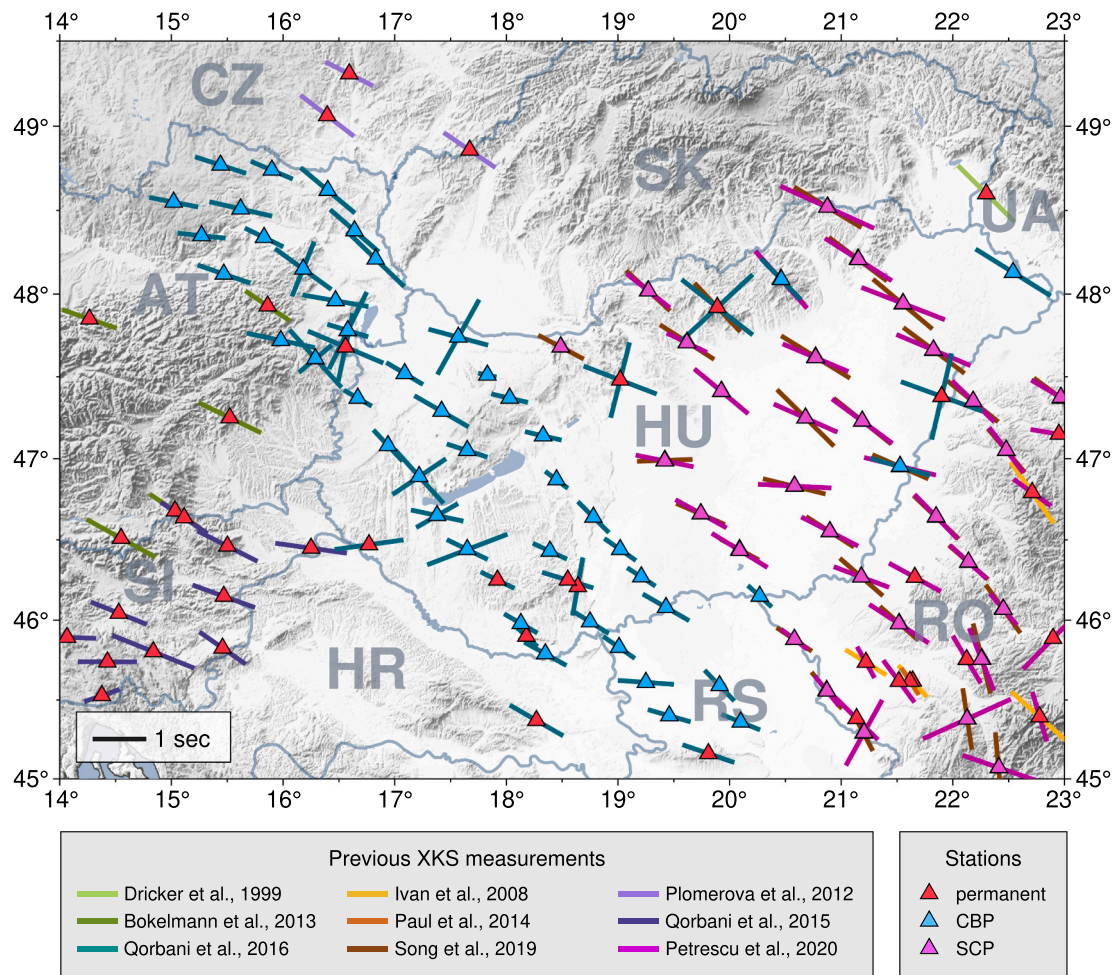 14° 15° 16° 17° 18° 19° 20° 21° 22° 23°
CZ
49° 49°
SK
UA
48° 48°
AT
HU
47° 47°
SI
46° 46°
RO
HR
RS
1 sec
45° 45°
14° 15° 16° 17° 18° 19° 20° 21° 22° 23°
Previous XKS measurements
Dricker et al., 1999 Ivan et al., 2008 Plomerova et al., 2012
Bokelmann et al., 2013 Paul et al., 2014 Qorbani et al., 2015
Qorbani et al., 2016 Song et al., 2019 Petrescu et al., 2020
Stations
permanent
CBP
SCP